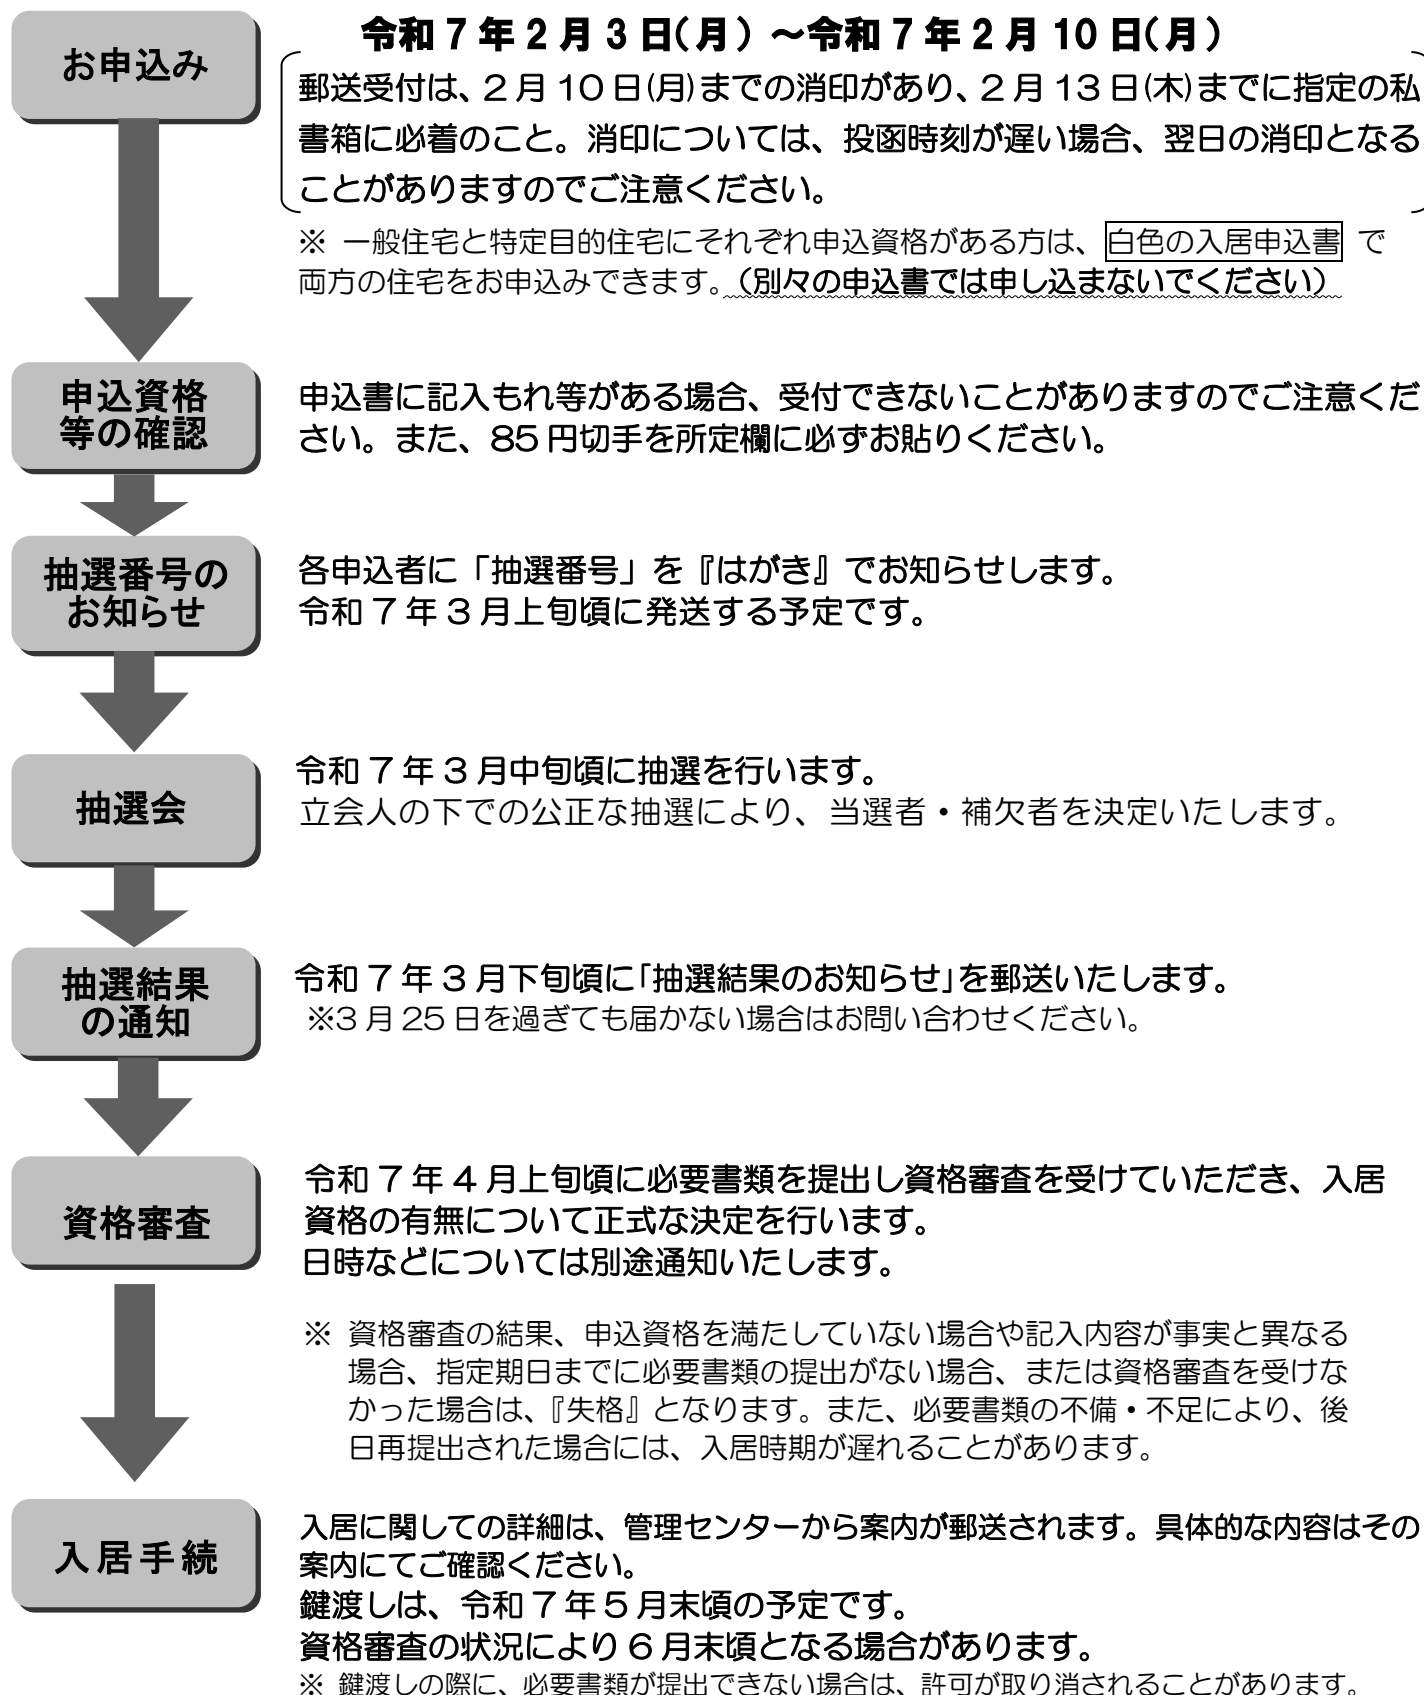 お申込み
令和７年２月３日(月)～令和７年２月10日(月)
郵送受付は、２月10日(月)までの消印があり、２月13日(木)までに指定の私
書箱に必着のこと。消印については、投函時刻が遅い場合、翌日の消印となる
ことがありますのでご注意ください。
※ 一般住宅と特定目的住宅にそれぞれ申込資格がある方は、白色の入居申込書 で
両方の住宅をお申込みできます。（別々の申込書では申し込まないでください）
申込資格
等の確認
申込書に記入もれ等がある場合、受付できないことがありますのでご注意くだ
さい。また、85円切手を所定欄に必ずお貼りください。
抽選番号の
お知らせ
各申込者に「抽選番号」を『はがき』でお知らせします。
令和７年３月上旬頃に発送する予定です。
抽選会
令和７年３月中旬頃に抽選を行います。
立会人の下での公正な抽選により、当選者・補欠者を決定いたします。
抽選結果
の通知
令和７年３月下旬頃に「抽選結果のお知らせ」を郵送いたします。
※3月25日を過ぎても届かない場合はお問い合わせください。
資格審査
令和７年４月上旬頃に必要書類を提出し資格審査を受けていただき、入居
資格の有無について正式な決定を行います。
日時などについては別途通知いたします。
※ 資格審査の結果、申込資格を満たしていない場合や記入内容が事実と異なる
場合、指定期日までに必要書類の提出がない場合、または資格審査を受けな
かった場合は、『失格』となります。また、必要書類の不備・不足により、後
日再提出された場合には、入居時期が遅れることがあります。
入居手続
入居に関しての詳細は、管理センターから案内が郵送されます。具体的な内容はその
案内にてご確認ください。
鍵渡しは、令和７年５月末頃の予定です。
資格審査の状況により６月末頃となる場合があります。
※ 鍵渡しの際に、必要書類が提出できない場合は、許可が取り消されることがあります。